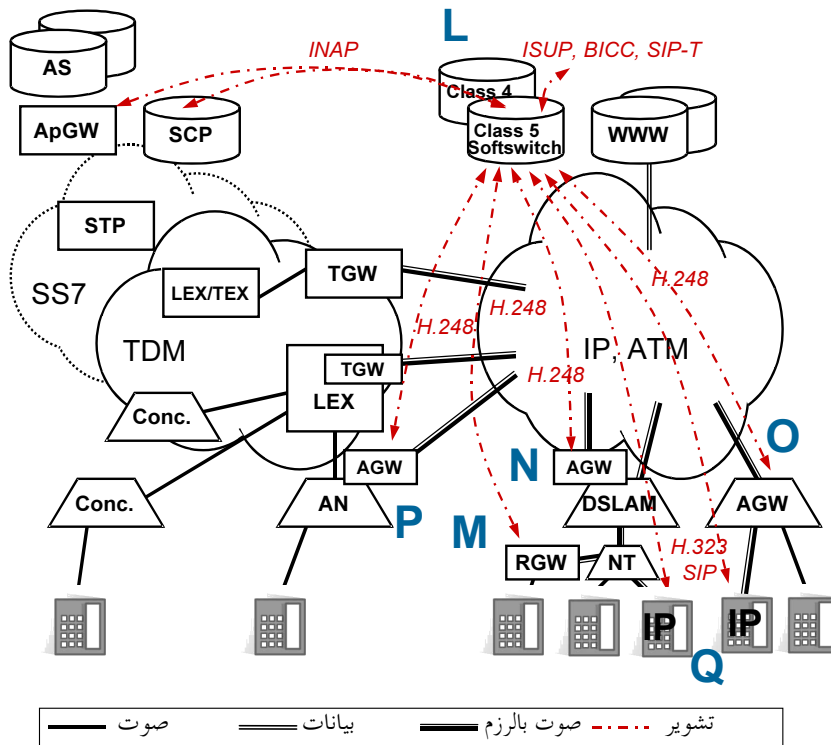 L
INAP
ISUP, BICC, SIP-T
AS
Class 4
ApGW
SCP
Class 5
Softswitch
WWW
STP
TGW
SS7
LEX/TEX
H.248
H.248
H.248
TDM
IP, ATM
TGW
H.248
LEX
Conc.
O
AGW
N
AGW
Conc.
AN
P
DSLAM
AGW
M
RGW
NT
H.323
SIP
IP
IP
Q
صوت
بيانات
صوت بالرزم
تشوير